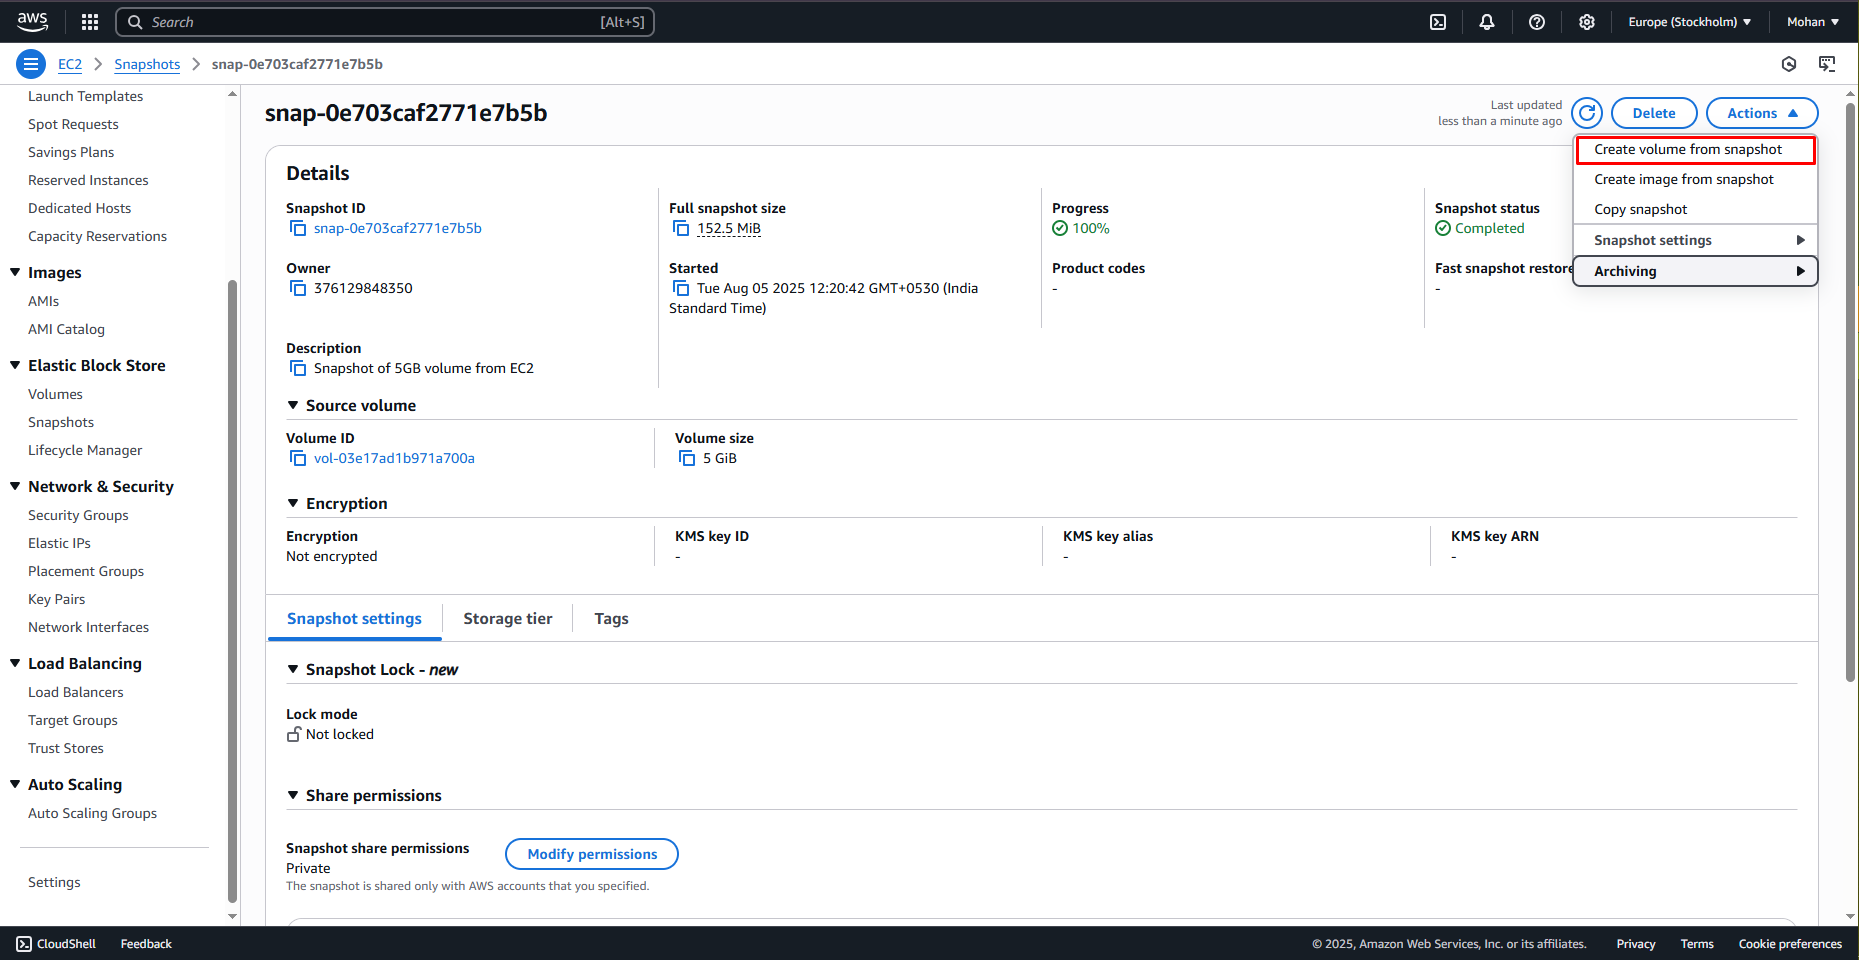 aws
Search
[Alt+S]
Europe (Stockholm)
Mohan
EC2
Snapshots
snap-0e703caf2771e7b5b
Launch Templates
Spot Requests
Savings Plans
Reserved Instances
Dedicated Hosts
Capacity Reservations
Images
AMIs
AMI Catalog
Elastic Block Store
Volumes
Snapshots
Lifecycle Manager
Network & Security
Security Groups
Elastic IPs
Placement Groups
Key Pairs
Network Interfaces
Load Balancing
Load Balancers
Target Groups
Trust Stores
Auto Scaling
Auto Scaling Groups
Settings
snap-0e703caf2771e7b5b
Last updated
less than a minute ago
Delete
Actions
Create volume from snapshot
Create image from snapshot
Copy snapshot
Snapshot settings
Archiving
Details
Snapshot ID
snap-0e703caf2771e7b5b
Full snapshot size
152.5 MiB
Progress
100%
Snapshot status
Completed
Owner
376129848350
Started
Tue Aug 05 2025 12:20:42 GMT+0530 (India
Standard Time)
Product codes
-
Fast snapshot restore
-
Description
Snapshot of 5GB volume from EC2
Source volume
Volume ID
vol-03e17ad1b971a700a
Volume size
5 GiB
Encryption
Encryption
Not encrypted
KMS key ID
-
KMS key alias
-
KMS key ARN
-
Snapshot settings
Storage tier
Tags
Snapshot Lock - new
Lock mode
Not locked
Share permissions
Snapshot share permissions
Private
Modify permissions
The snapshot is shared only with AWS accounts that you specified.
CloudShell
Feedback
© 2025, Amazon Web Services, Inc. or its affiliates.
Privacy
Terms
Cookie preferences